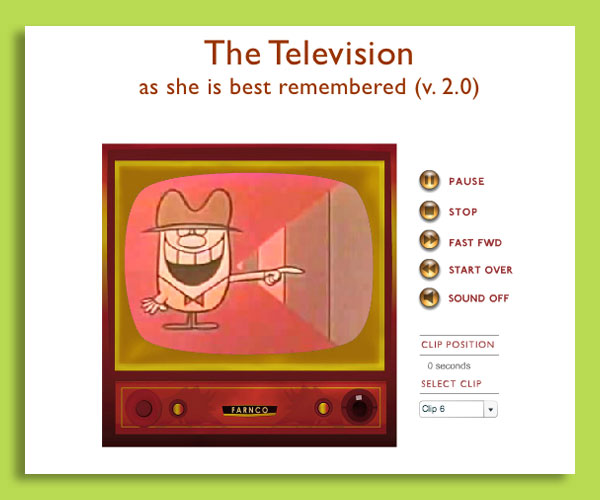 The Television
as she is best remembered (v. 2.0)
PAUSE
STOP
FAST FWD
START OVER
SOUND OFF
CLIP POSITION
0 seconds
SELECT CLIP
Clip 6
FARNCO